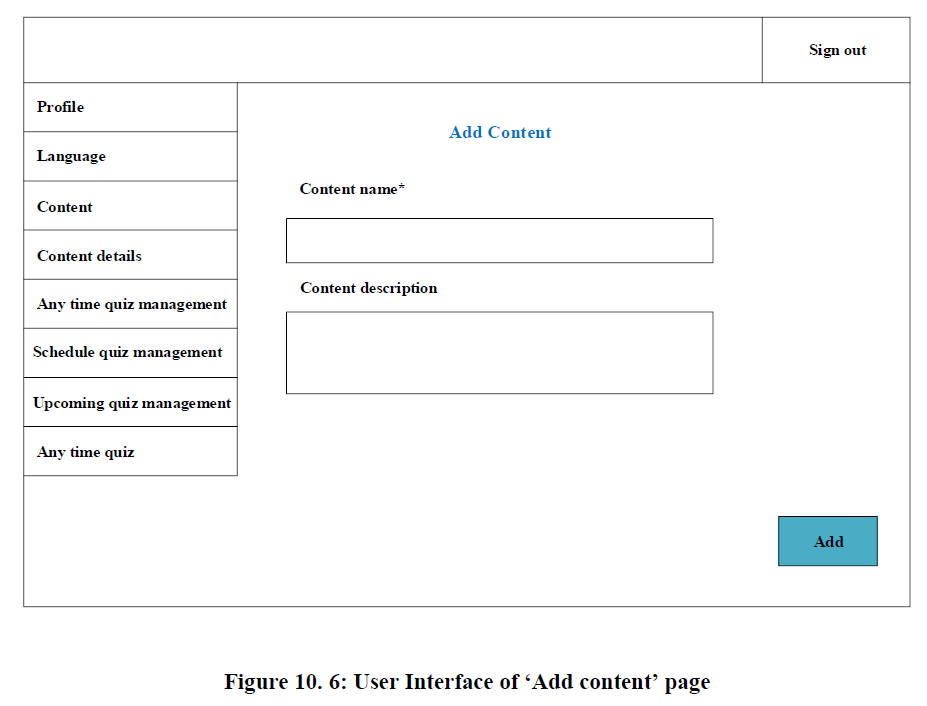 Sign out
Profile
Language
Content
Content details
Any time quiz management
Schedule quiz management
Upcoming quiz management
Any time quiz
Add Content
Content name*
Content description
Add
Figure 10. 6: User Interface of ‘Add content’ page